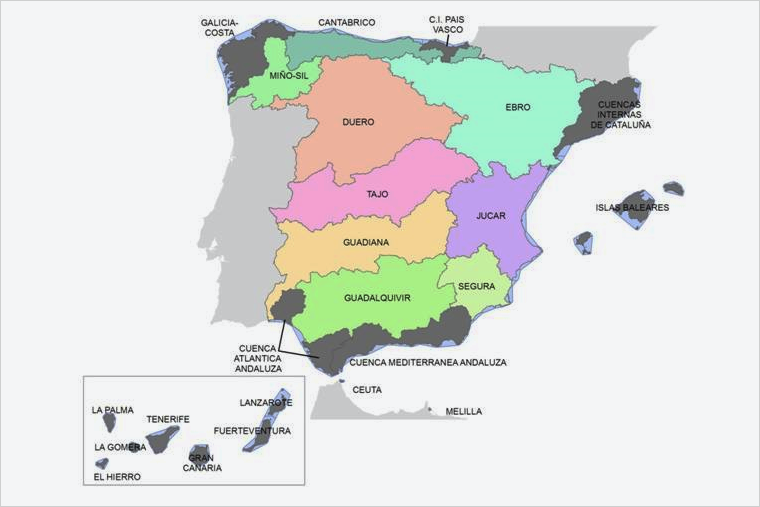 GALICIA-
COSTA
CANTABRICO
C.I. PAIS
VASCO
MIÑO-SIL
EBRO
CUENCAS
INTERNAS
DE CATALUÑA
DUERO
TAJO
ISLAS BALEARES
JUCAR
GUADIANA
SEGURA
GUADALQUIVIR
CUENCA
ATLANTICA
ANDALUZA
CUENCA MEDITERRANEA ANDALUZA
CEUTA
MELILLA
LA PALMA
TENERIFE
LANZAROTE
FUERTEVENTURA
LA GOMERA
GRAN
CANARIA
EL HIERRO